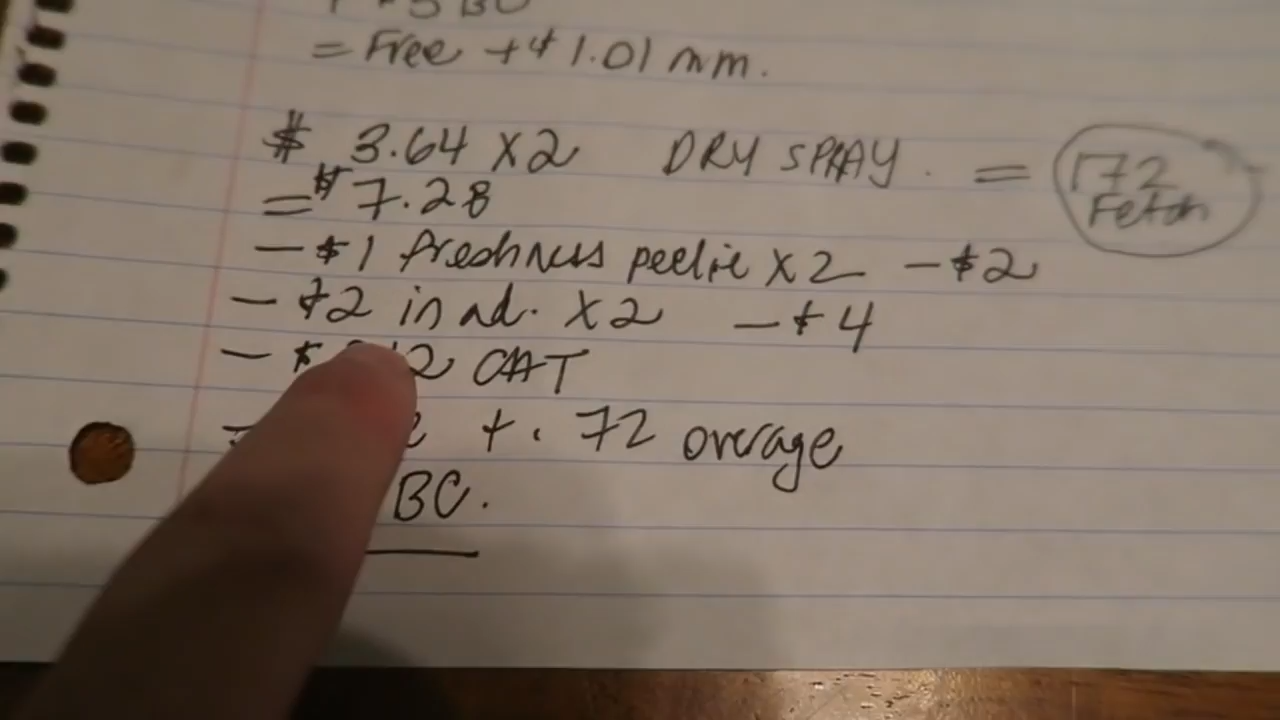 = Free + $1.01 mm.
$ 3.64 X2 DRY SPRAY. = 172 Fetch
= $7.28
- $1 freshness peelie X2 - $2
- $2 in ad. X2 - $4
CAT
+.72 overage
BC.